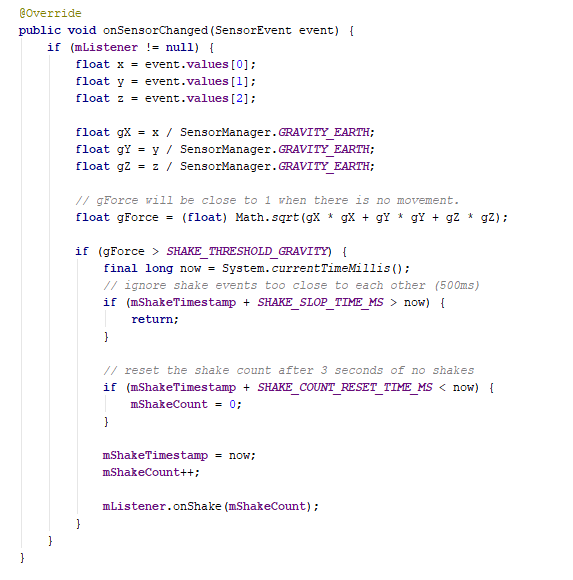 @Override
public void onSensorChanged(SensorEvent event) {
    if (mListener != null) {
        float x = event.values[0];
        float y = event.values[1];
        float z = event.values[2];

        float gX = x / SensorManager.GRAVITY_EARTH;
        float gY = y / SensorManager.GRAVITY_EARTH;
        float gZ = z / SensorManager.GRAVITY_EARTH;

        // gForce will be close to 1 when there is no movement.
        float gForce = (float) Math.sqrt(gX * gX + gY * gY + gZ * gZ);

        if (gForce > SHAKE_THRESHOLD_GRAVITY) {
            final long now = System.currentTimeMillis();
            // ignore shake events too close to each other (500ms)
            if (mShakeTimestamp + SHAKE_SLOP_TIME_MS > now) {
                return;
            }

            // reset the shake count after 3 seconds of no shakes
            if (mShakeTimestamp + SHAKE_COUNT_RESET_TIME_MS < now) {
                mShakeCount = 0;
            }

            mShakeTimestamp = now;
            mShakeCount++;

            mListener.onShake(mShakeCount);
        }
    }
}